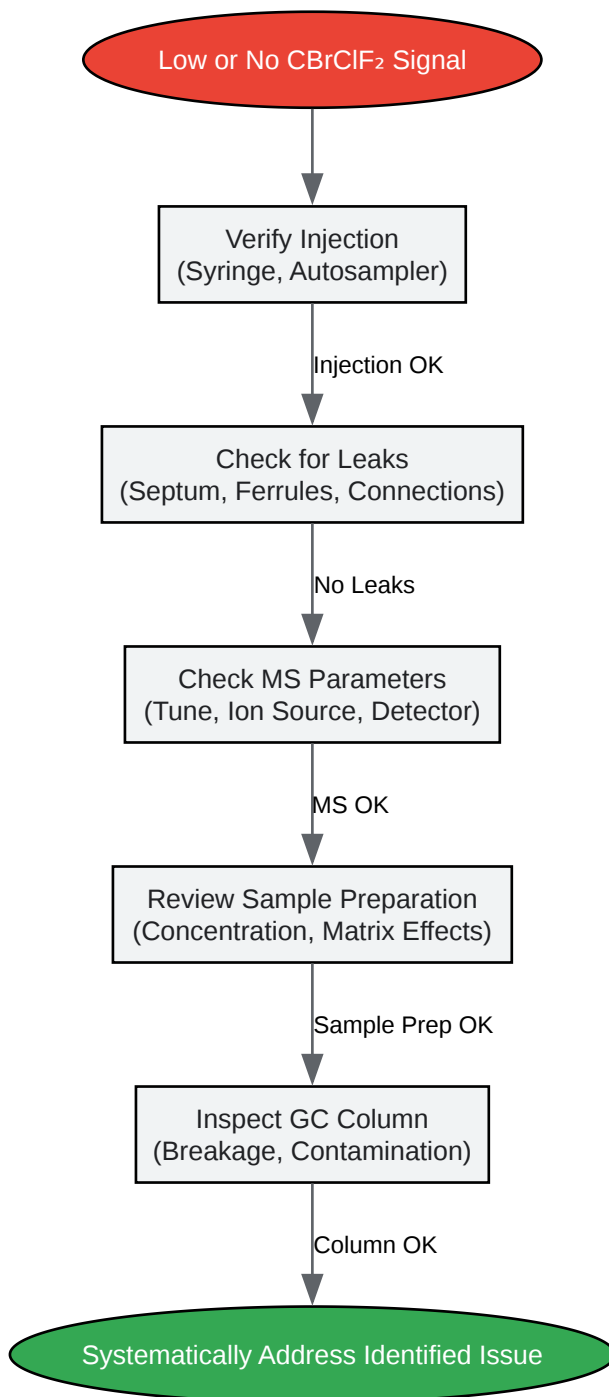 Low or No CBrClF₂ Signal
Verify Injection
(Syringe, Autosampler)
Injection OK
Check for Leaks
(Septum, Ferrules, Connections)
No Leaks
Check MS Parameters
(Tune, Ion Source, Detector)
MS OK
Review Sample Preparation
(Concentration, Matrix Effects)
Sample Prep OK
Inspect GC Column
(Breakage, Contamination)
Column OK
Systematically Address Identified Issue